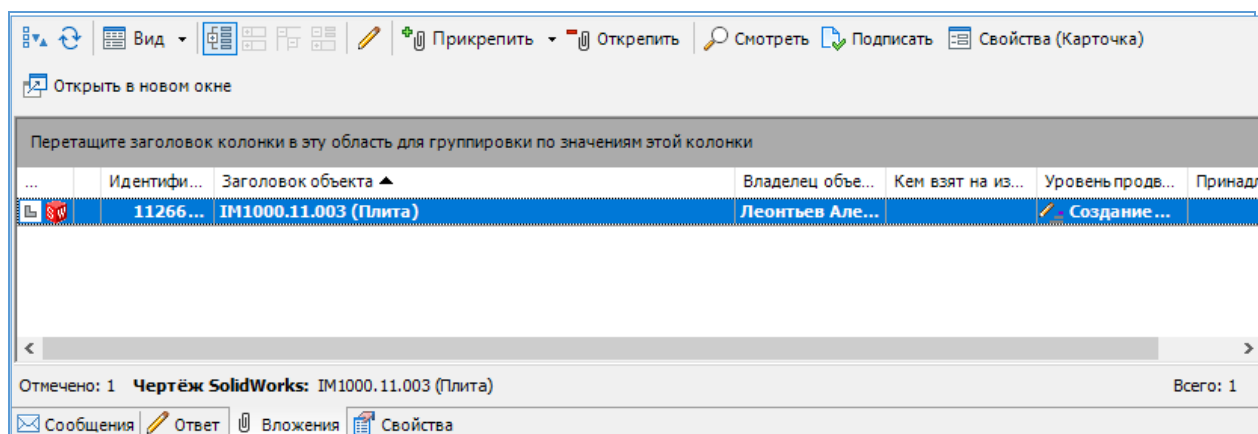 Вид Прикрепить Открепить Смотреть Подписать Свойства (Карточка)
Открыть в новом окне
Перетащите заголовок колонки в эту область для группировки по значениям этой колонки
... Идентифи... Заголовок объекта Владелец объе... Кем взят на из... Уровень продв... Принадл
SW 11266... IM1000.11.003 (Плита) Леонтьев Але... Создание ...
Отмечено: 1 Чертёж SolidWorks: IM1000.11.003 (Плита) Всего: 1
Сообщения Ответ Вложения Свойства